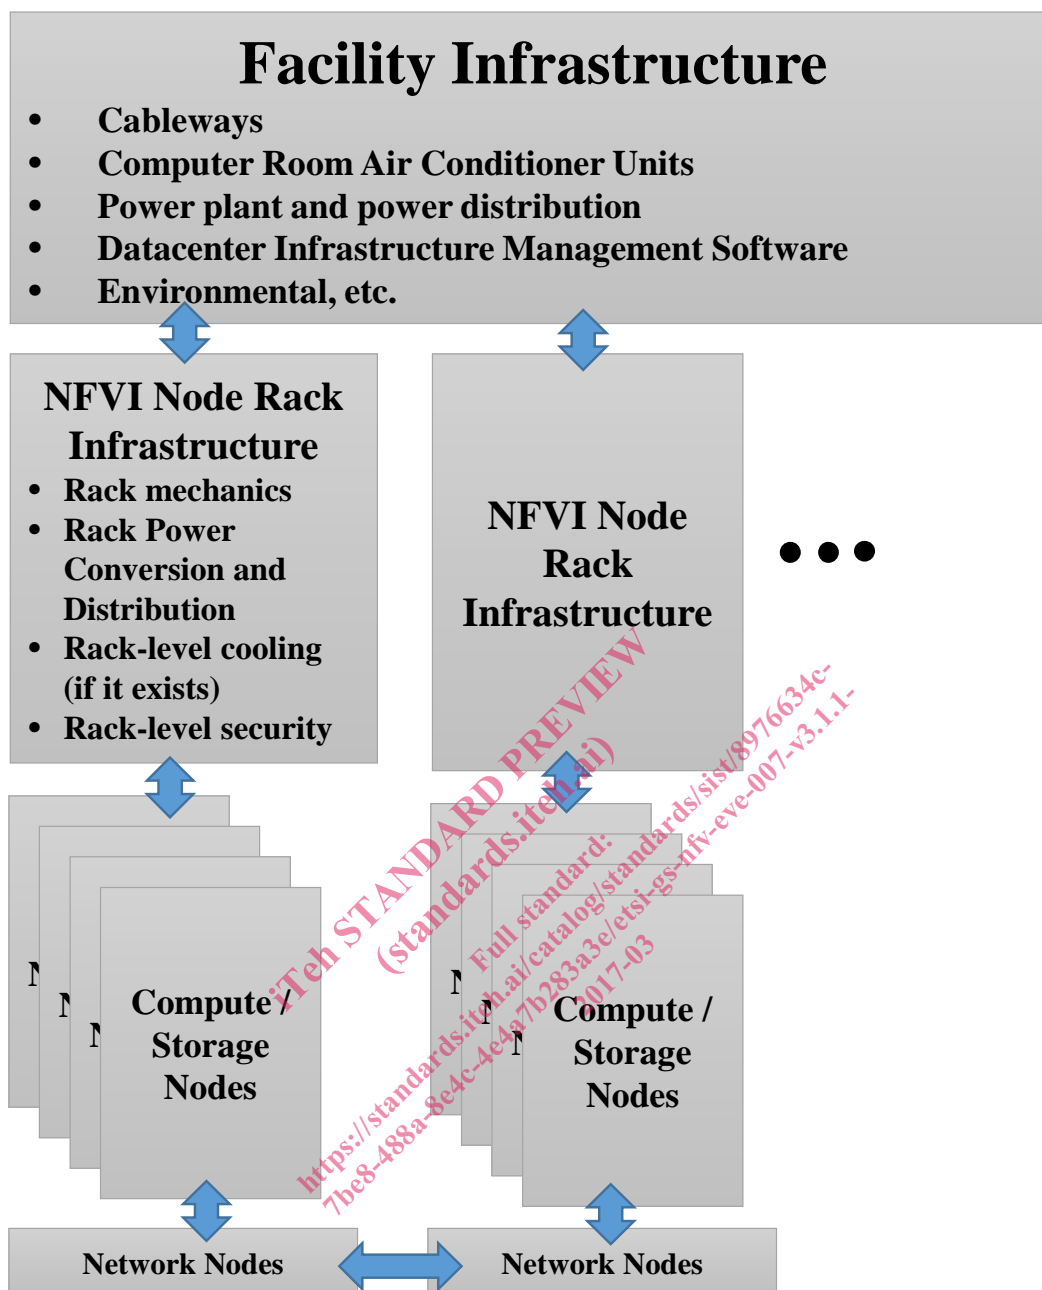 Facility Infrastructure
• Cableways
• Computer Room Air Conditioner Units
• Power plant and power distribution
• Datacenter Infrastructure Management Software
• Environmental, etc.
NFVI Node Rack
Infrastructure
• Rack mechanics
• Rack Power
Conversion and
Distribution
• Rack-level cooling
(if it exists)
• Rack-level security
NFVI Node
Rack
Infrastructure
•••
N
N
N
Compute /
Storage
Nodes
N
N
N
Compute /
Storage
Nodes
Network Nodes
Network Nodes
iTeh STANDARD PREVIEW
(standards.iteh.ai)
Full standard:
https://standards.iteh.ai/catalog/standards/sist/8976634c-
7be8-488a-8e4c-4e4a7b283a3e/etsi-gs-nfv-eve-007-v3.1.1-
2017-03